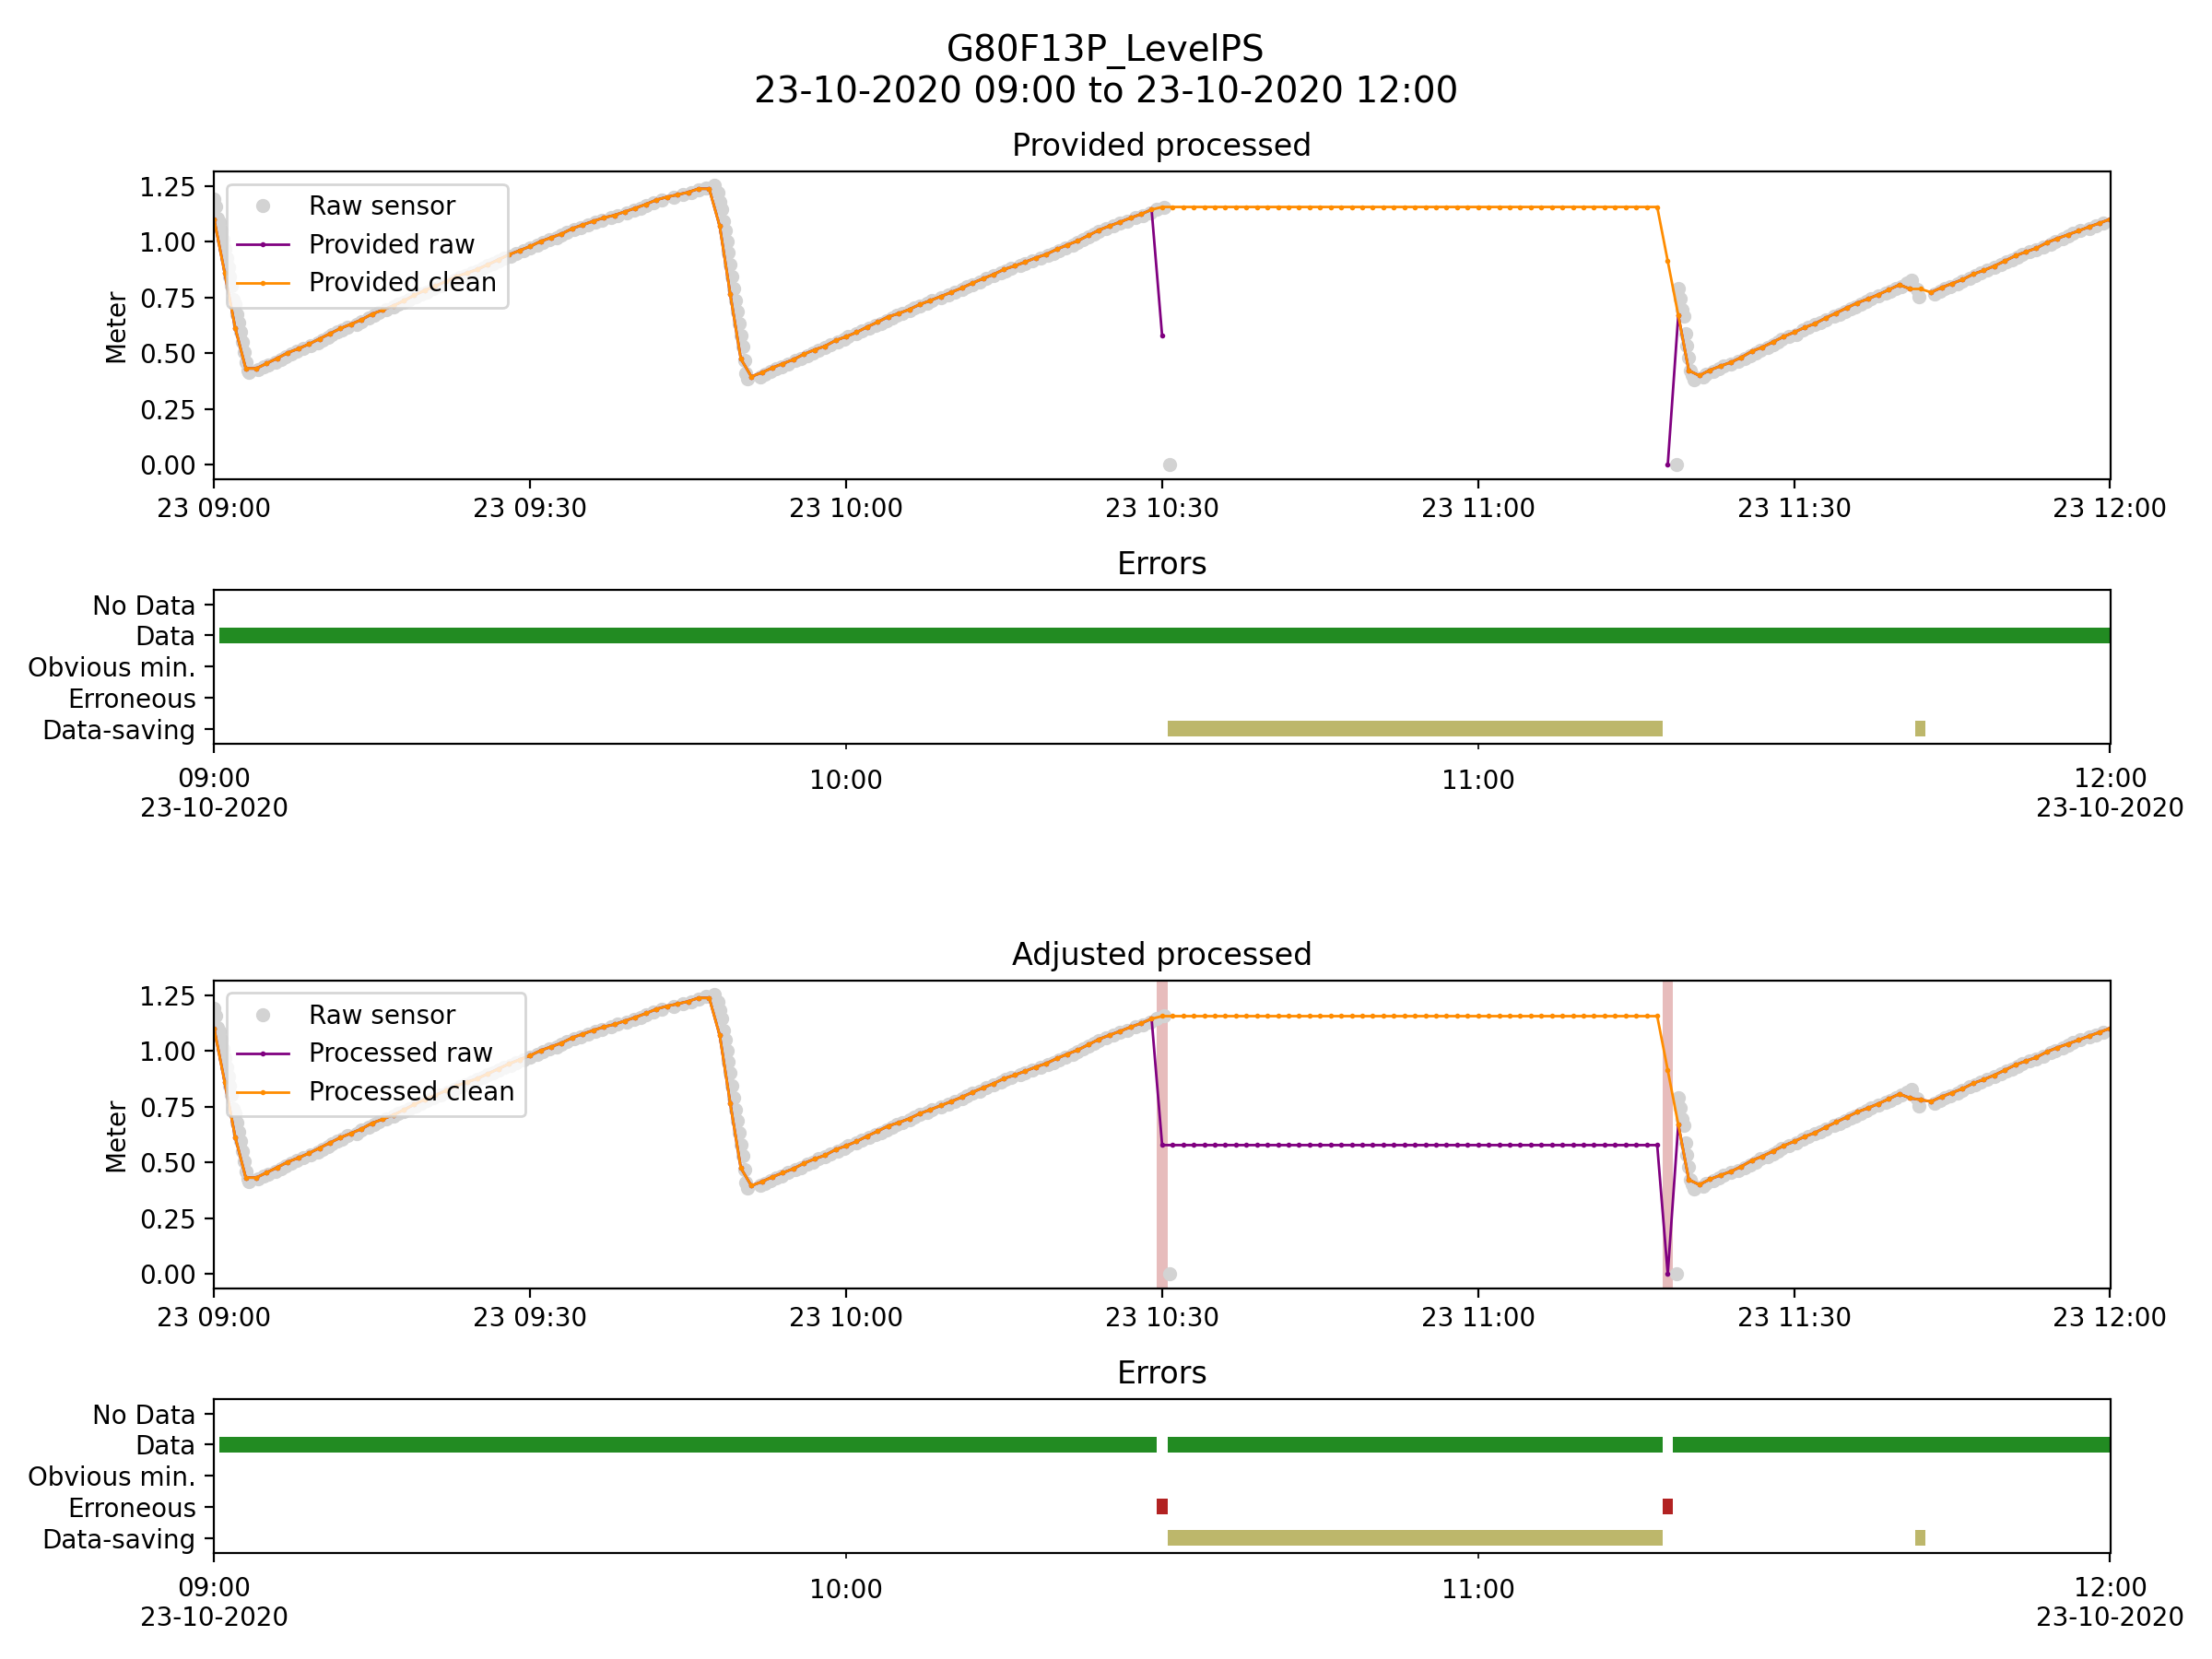 G80F13P_LevelPS
23-10-2020 09:00 to 23-10-2020 12:00
Provided processed
1.25
1.00
0.75
0.50
0.25
0.00
Meter
Raw sensor
Provided raw
Provided clean
23 09:00 23 09:30 23 10:00 23 10:30 23 11:00 23 11:30 23 12:00
Errors
No Data
Data
Obvious min.
Erroneous
Data-saving
09:00 10:00 11:00 12:00
23-10-2020 23-10-2020
Adjusted processed
1.25
1.00
0.75
0.50
0.25
0.00
Meter
Raw sensor
Processed raw
Processed clean
23 09:00 23 09:30 23 10:00 23 10:30 23 11:00 23 11:30 23 12:00
Errors
No Data
Data
Obvious min.
Erroneous
Data-saving
09:00 10:00 11:00 12:00
23-10-2020 23-10-2020